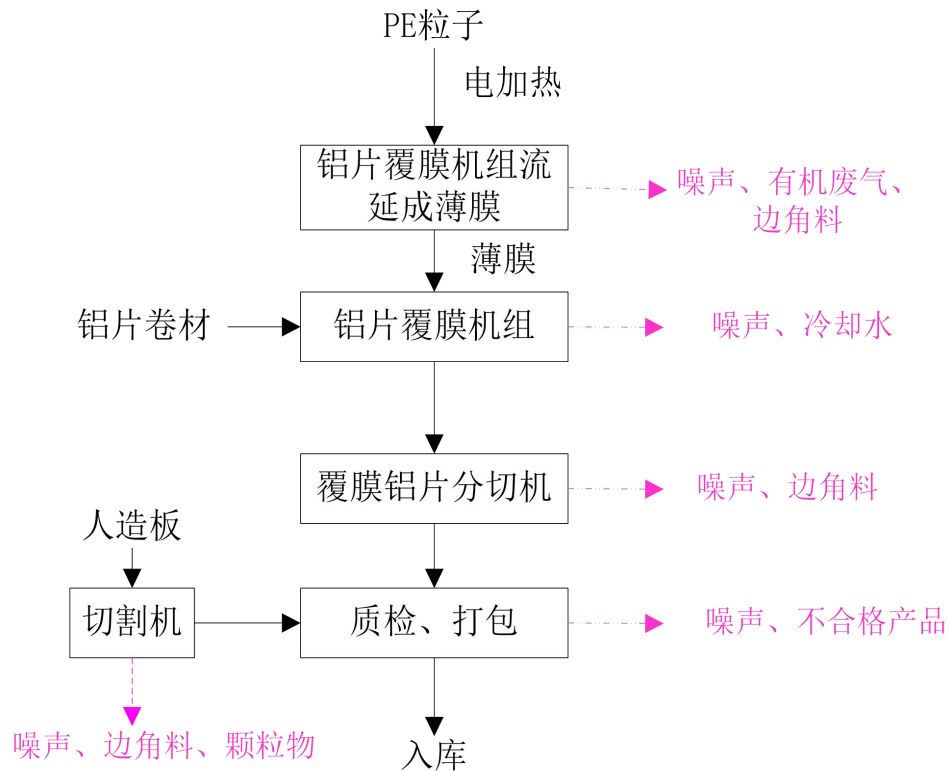 PE粒子
电加热
铝片覆膜机组流
延成薄膜
噪声、有机废气、
边角料
薄膜
铝片卷材
铝片覆膜机组
噪声、冷却水
覆膜铝片分切机
噪声、边角料
人造板
切割机
质检、打包
噪声、不合格产品
噪声、边角料、颗粒物
入库